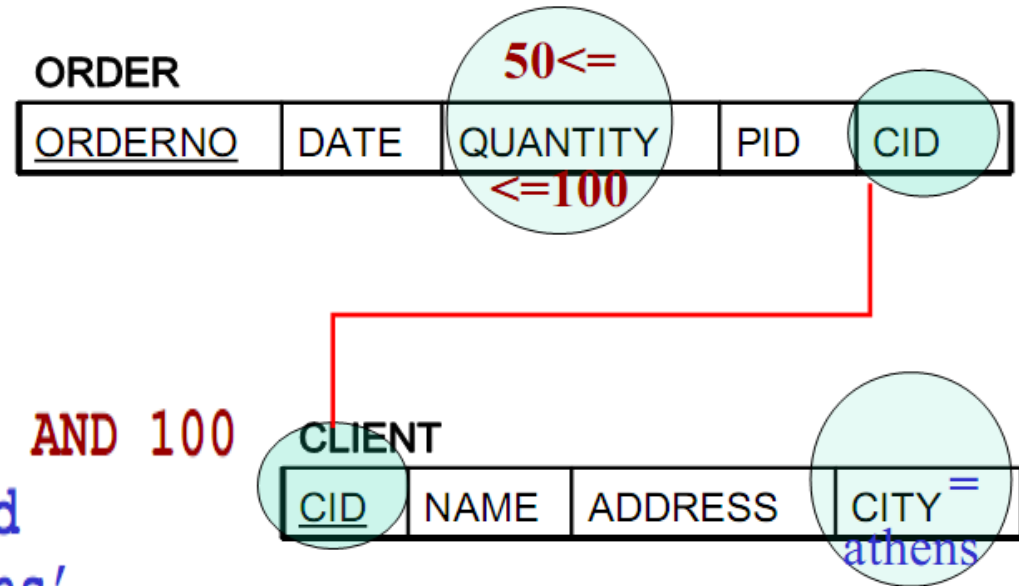 ORDER
50<=
ORDERNO DATE QUANTITY PID CID
<=100
AND 100
CLIENT
d
CID NAME ADDRESS CITY =
athens